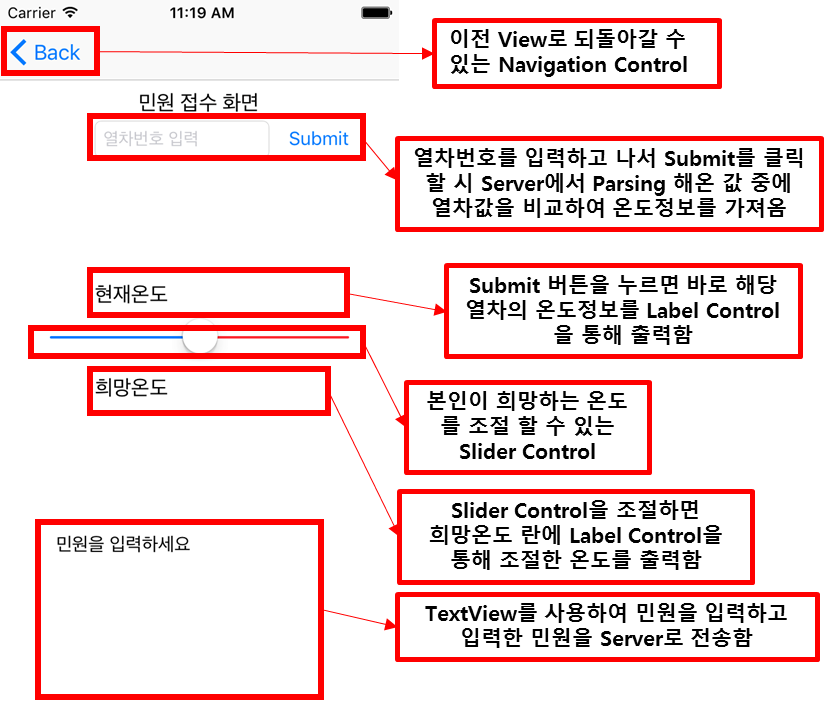 Carrier 11:19 AM
Back
이전 View로 되돌아갈 수
있는 Navigation Control
민원 접수 화면
열차번호 입력 Submit
열차번호를 입력하고 나서 Submit를 클릭
할 시 Server에서 Parsing 해온 값 중에
열차값을 비교하여 온도정보를 가져옴
현재온도
Submit 버튼을 누르면 바로 해당
열차의 온도정보를 Label Control
을 통해 출력함
희망온도
본인이 희망하는 온도
를 조절 할 수 있는
Slider Control
Slider Control을 조절하면
희망온도 란에 Label Control을
통해 조절한 온도를 출력함
민원을 입력하세요
TextView를 사용하여 민원을 입력하고
입력한 민원을 Server로 전송함